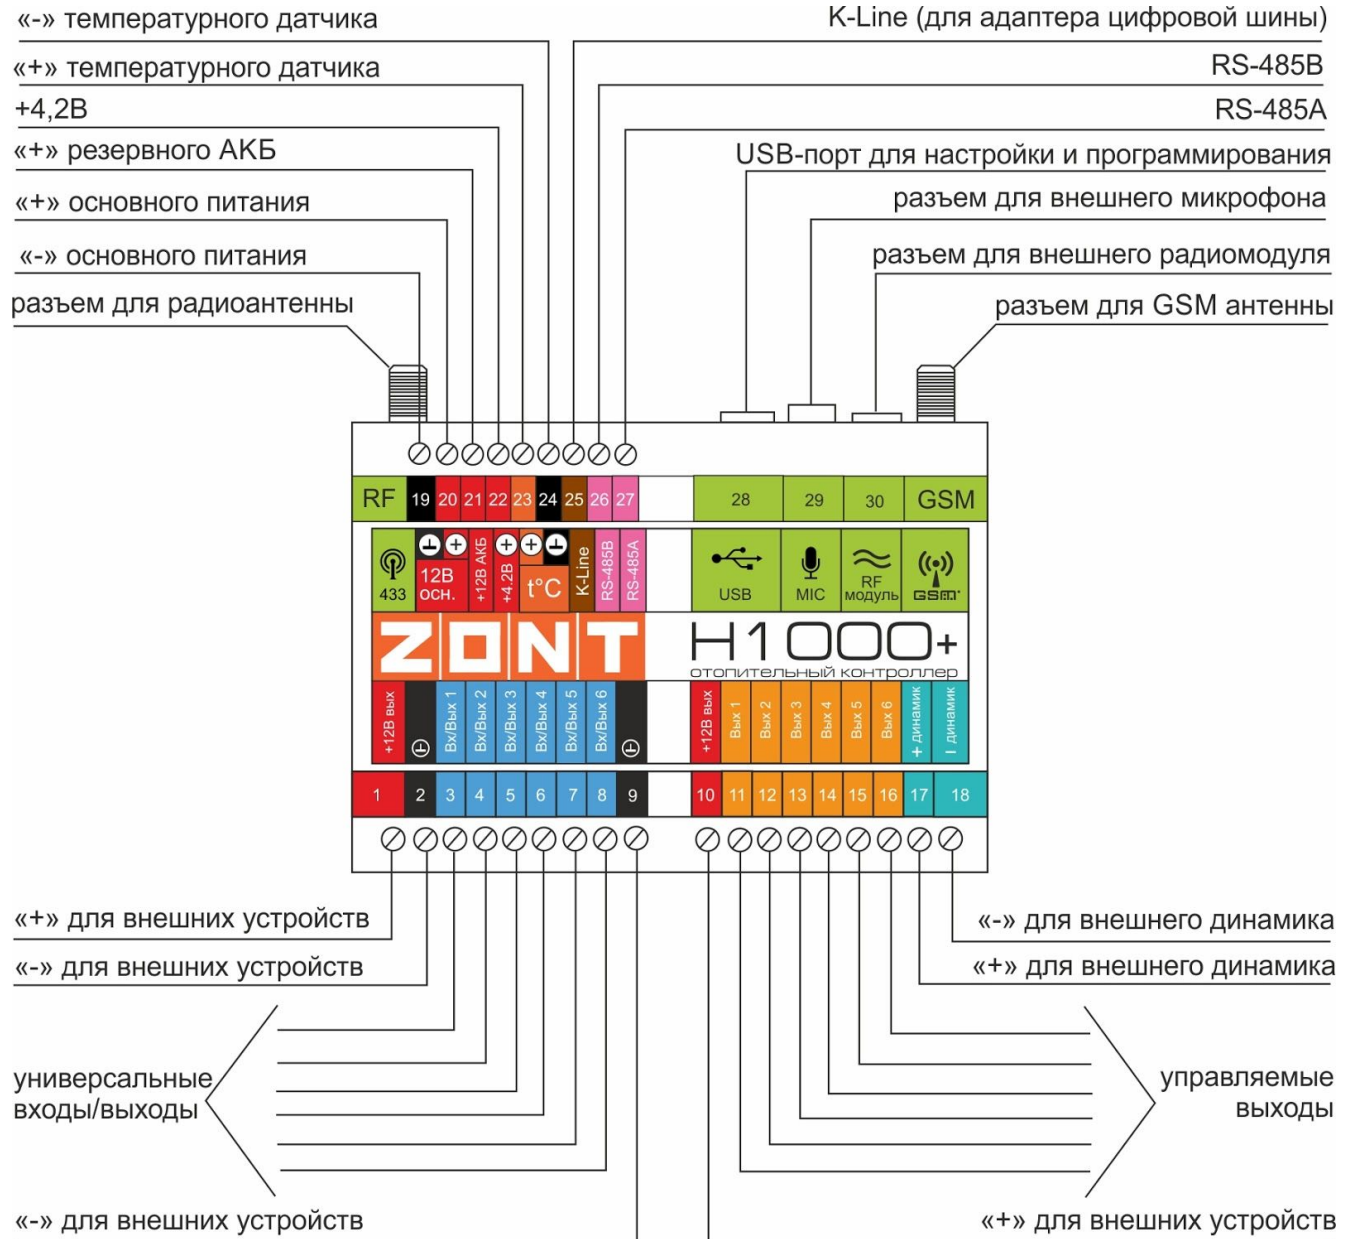 «-» температурного датчика
«+» температурного датчика
+4,2В
«+» резервного АКБ
«+» основного питания
«-» основного питания
разъем для радиоантенны
K-Line (для адаптера цифровой шины)
RS-485B
RS-485A
USB-порт для настройки и программирования
разъем для внешнего микрофона
разъем для внешнего радиомодуля
разъем для GSM антенны
RF 19 20 21 22 23 24 25 26 27 28 29 30 GSM
433
12В
осн.
+12В АКБ
+4.2В
t°C
K-Line
RS-485B
RS-485A
USB
MIC
RF
модуль
GSM
ZONT
H1000+
отопительный контроллер
+12В вых
Вх/Вых 1
Вх/Вых 2
Вх/Вых 3
Вх/Вых 4
Вх/Вых 5
Вх/Вых 6
+12В вых
Вых 1
Вых 2
Вых 3
Вых 4
Вых 5
Вых 6
+ динамик
– динамик
1 2 3 4 5 6 7 8 9 10 11 12 13 14 15 16 17 18
«+» для внешних устройств
«-» для внешних устройств
универсальные
входы/выходы
«-» для внешних устройств
«-» для внешнего динамика
«+» для внешнего динамика
управляемые
выходы
«+» для внешних устройств